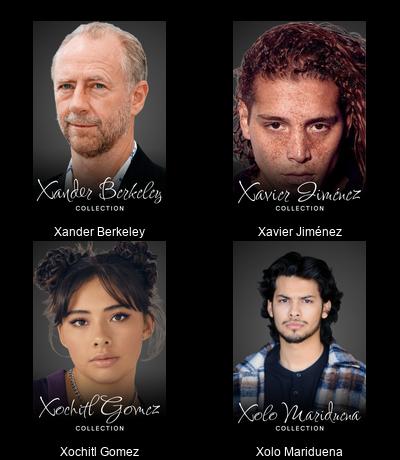 Xander Berkeley
COLLECTION
Xander Berkeley
Xavier Jiménez
COLLECTION
Xavier Jiménez
Xochitl Gomez
COLLECTION
Xochitl Gomez
Xolo Mariduena
COLLECTION
Xolo Mariduena